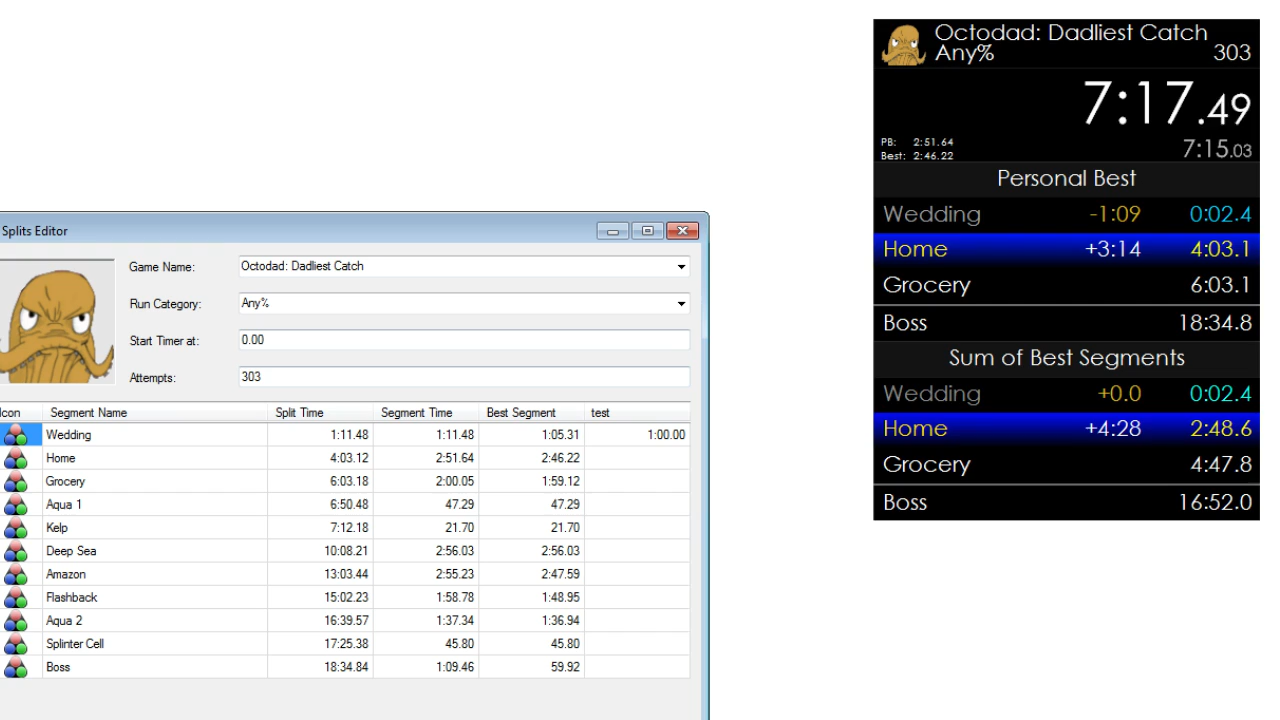 Octodad: Dadliest Catch
Any% 303
7:17.49
PB: 2:51.64
Best: 2:46.22 7:15.03
Personal Best
Wedding -1:09 0:02.4
Home +3:14 4:03.1
Grocery 6:03.1
Boss 18:34.8
Sum of Best Segments
Wedding +0.0 0:02.4
Home +4:28 2:48.6
Grocery 4:47.8
Boss 16:52.0
Splits Editor
Game Name: Octodad: Dadliest Catch
Run Category: Any%
Start Timer at: 0.00
Attempts: 303
Icon Segment Name Split Time Segment Time Best Segment test
Wedding 1:11.48 1:11.48 1:05.31 1:00.00
Home 4:03.12 2:51.64 2:46.22
Grocery 6:03.18 2:00.05 1:59.12
Aqua 1 6:50.48 47.29 47.29
Kelp 7:12.18 21.70 21.70
Deep Sea 10:08.21 2:56.03 2:56.03
Amazon 13:03.44 2:55.23 2:47.59
Flashback 15:02.23 1:58.78 1:48.95
Aqua 2 16:39.57 1:37.34 1:36.94
Splinter Cell 17:25.38 45.80 45.80
Boss 18:34.84 1:09.46 59.92